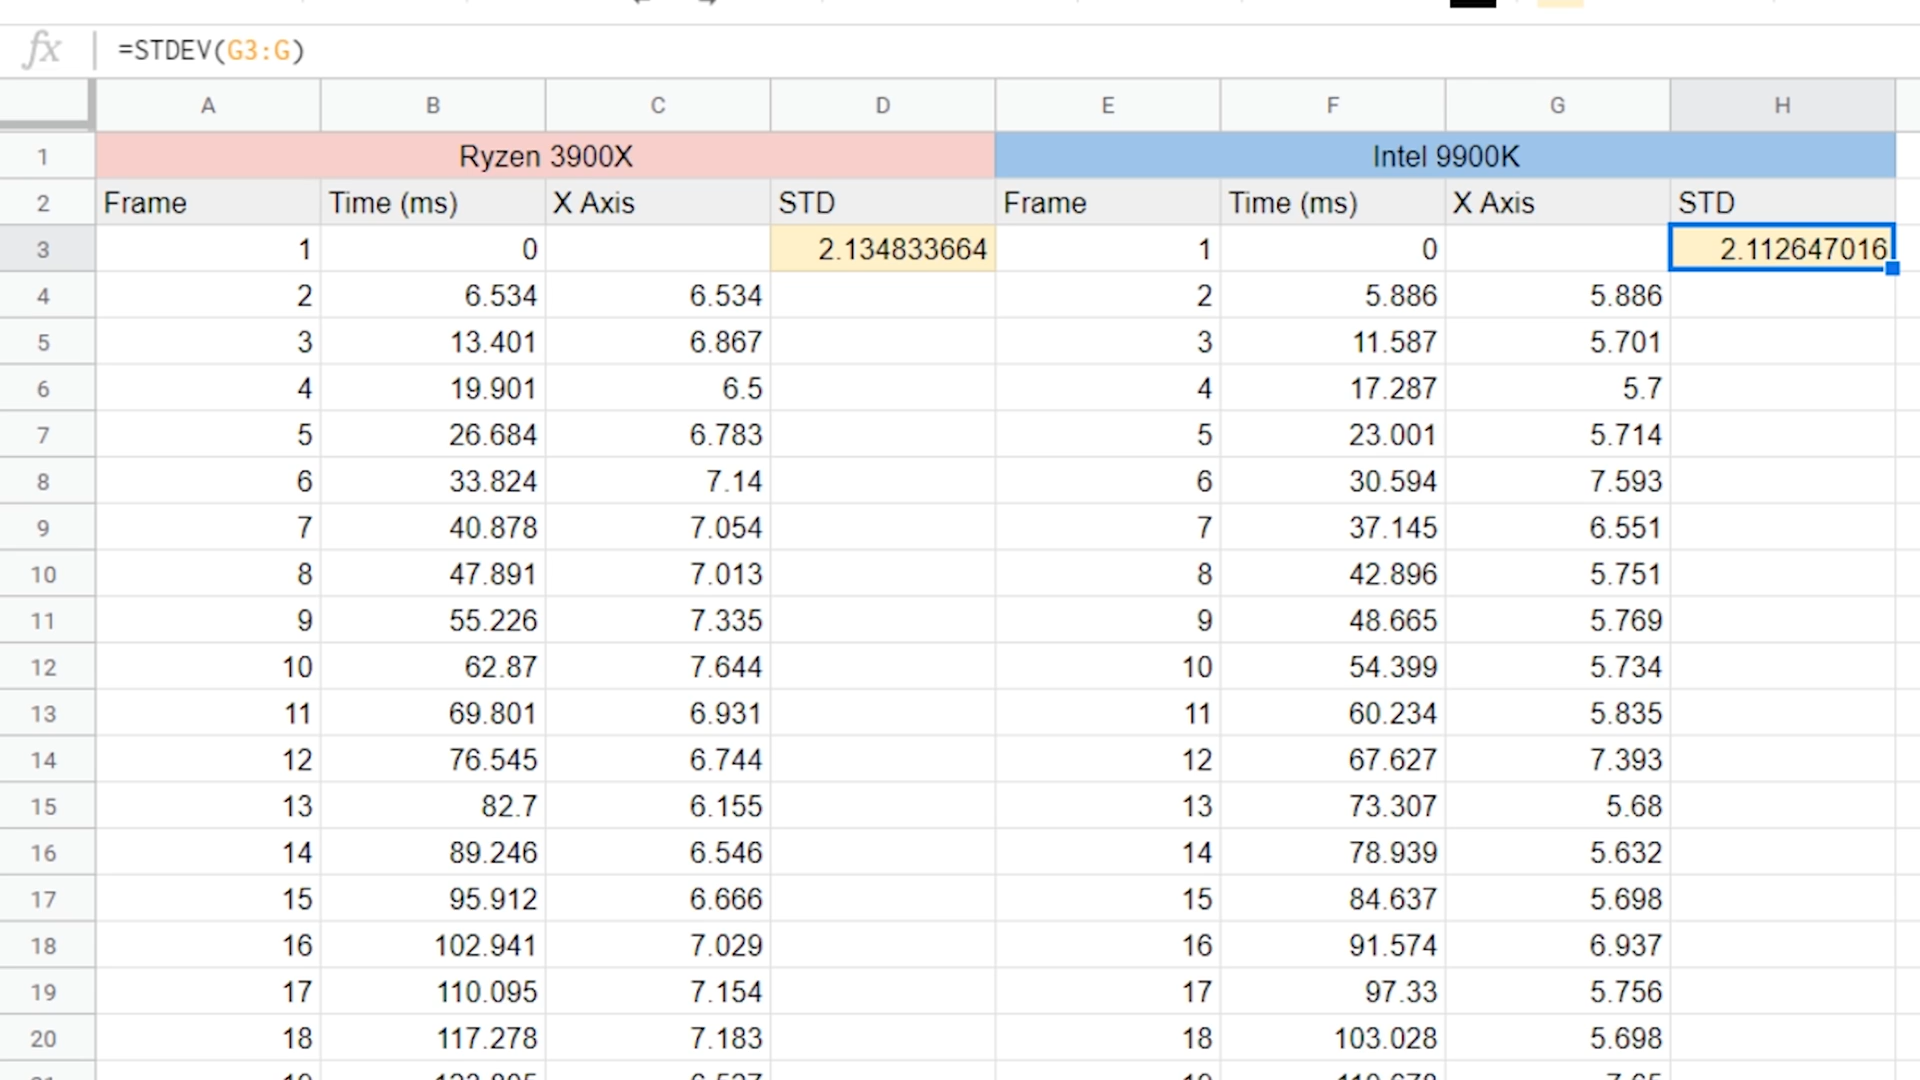 fx =STDEV(G3:G)
A B C D E F G H
1 Ryzen 3900X Intel 9900K
2 Frame Time (ms) X Axis STD Frame Time (ms) X Axis STD
3 1 0 2.134833664 1 0 2.112647016
4 2 6.534 6.534 2 5.886 5.886
5 3 13.401 6.867 3 11.587 5.701
6 4 19.901 6.5 4 17.287 5.7
7 5 26.684 6.783 5 23.001 5.714
8 6 33.824 7.14 6 30.594 7.593
9 7 40.878 7.054 7 37.145 6.551
10 8 47.891 7.013 8 42.896 5.751
11 9 55.226 7.335 9 48.665 5.769
12 10 62.87 7.644 10 54.399 5.734
13 11 69.801 6.931 11 60.234 5.835
14 12 76.545 6.744 12 67.627 7.393
15 13 82.7 6.155 13 73.307 5.68
16 14 89.246 6.546 14 78.939 5.632
17 15 95.912 6.666 15 84.637 5.698
18 16 102.941 7.029 16 91.574 6.937
19 17 110.095 7.154 17 97.33 5.756
20 18 117.278 7.183 18 103.028 5.698